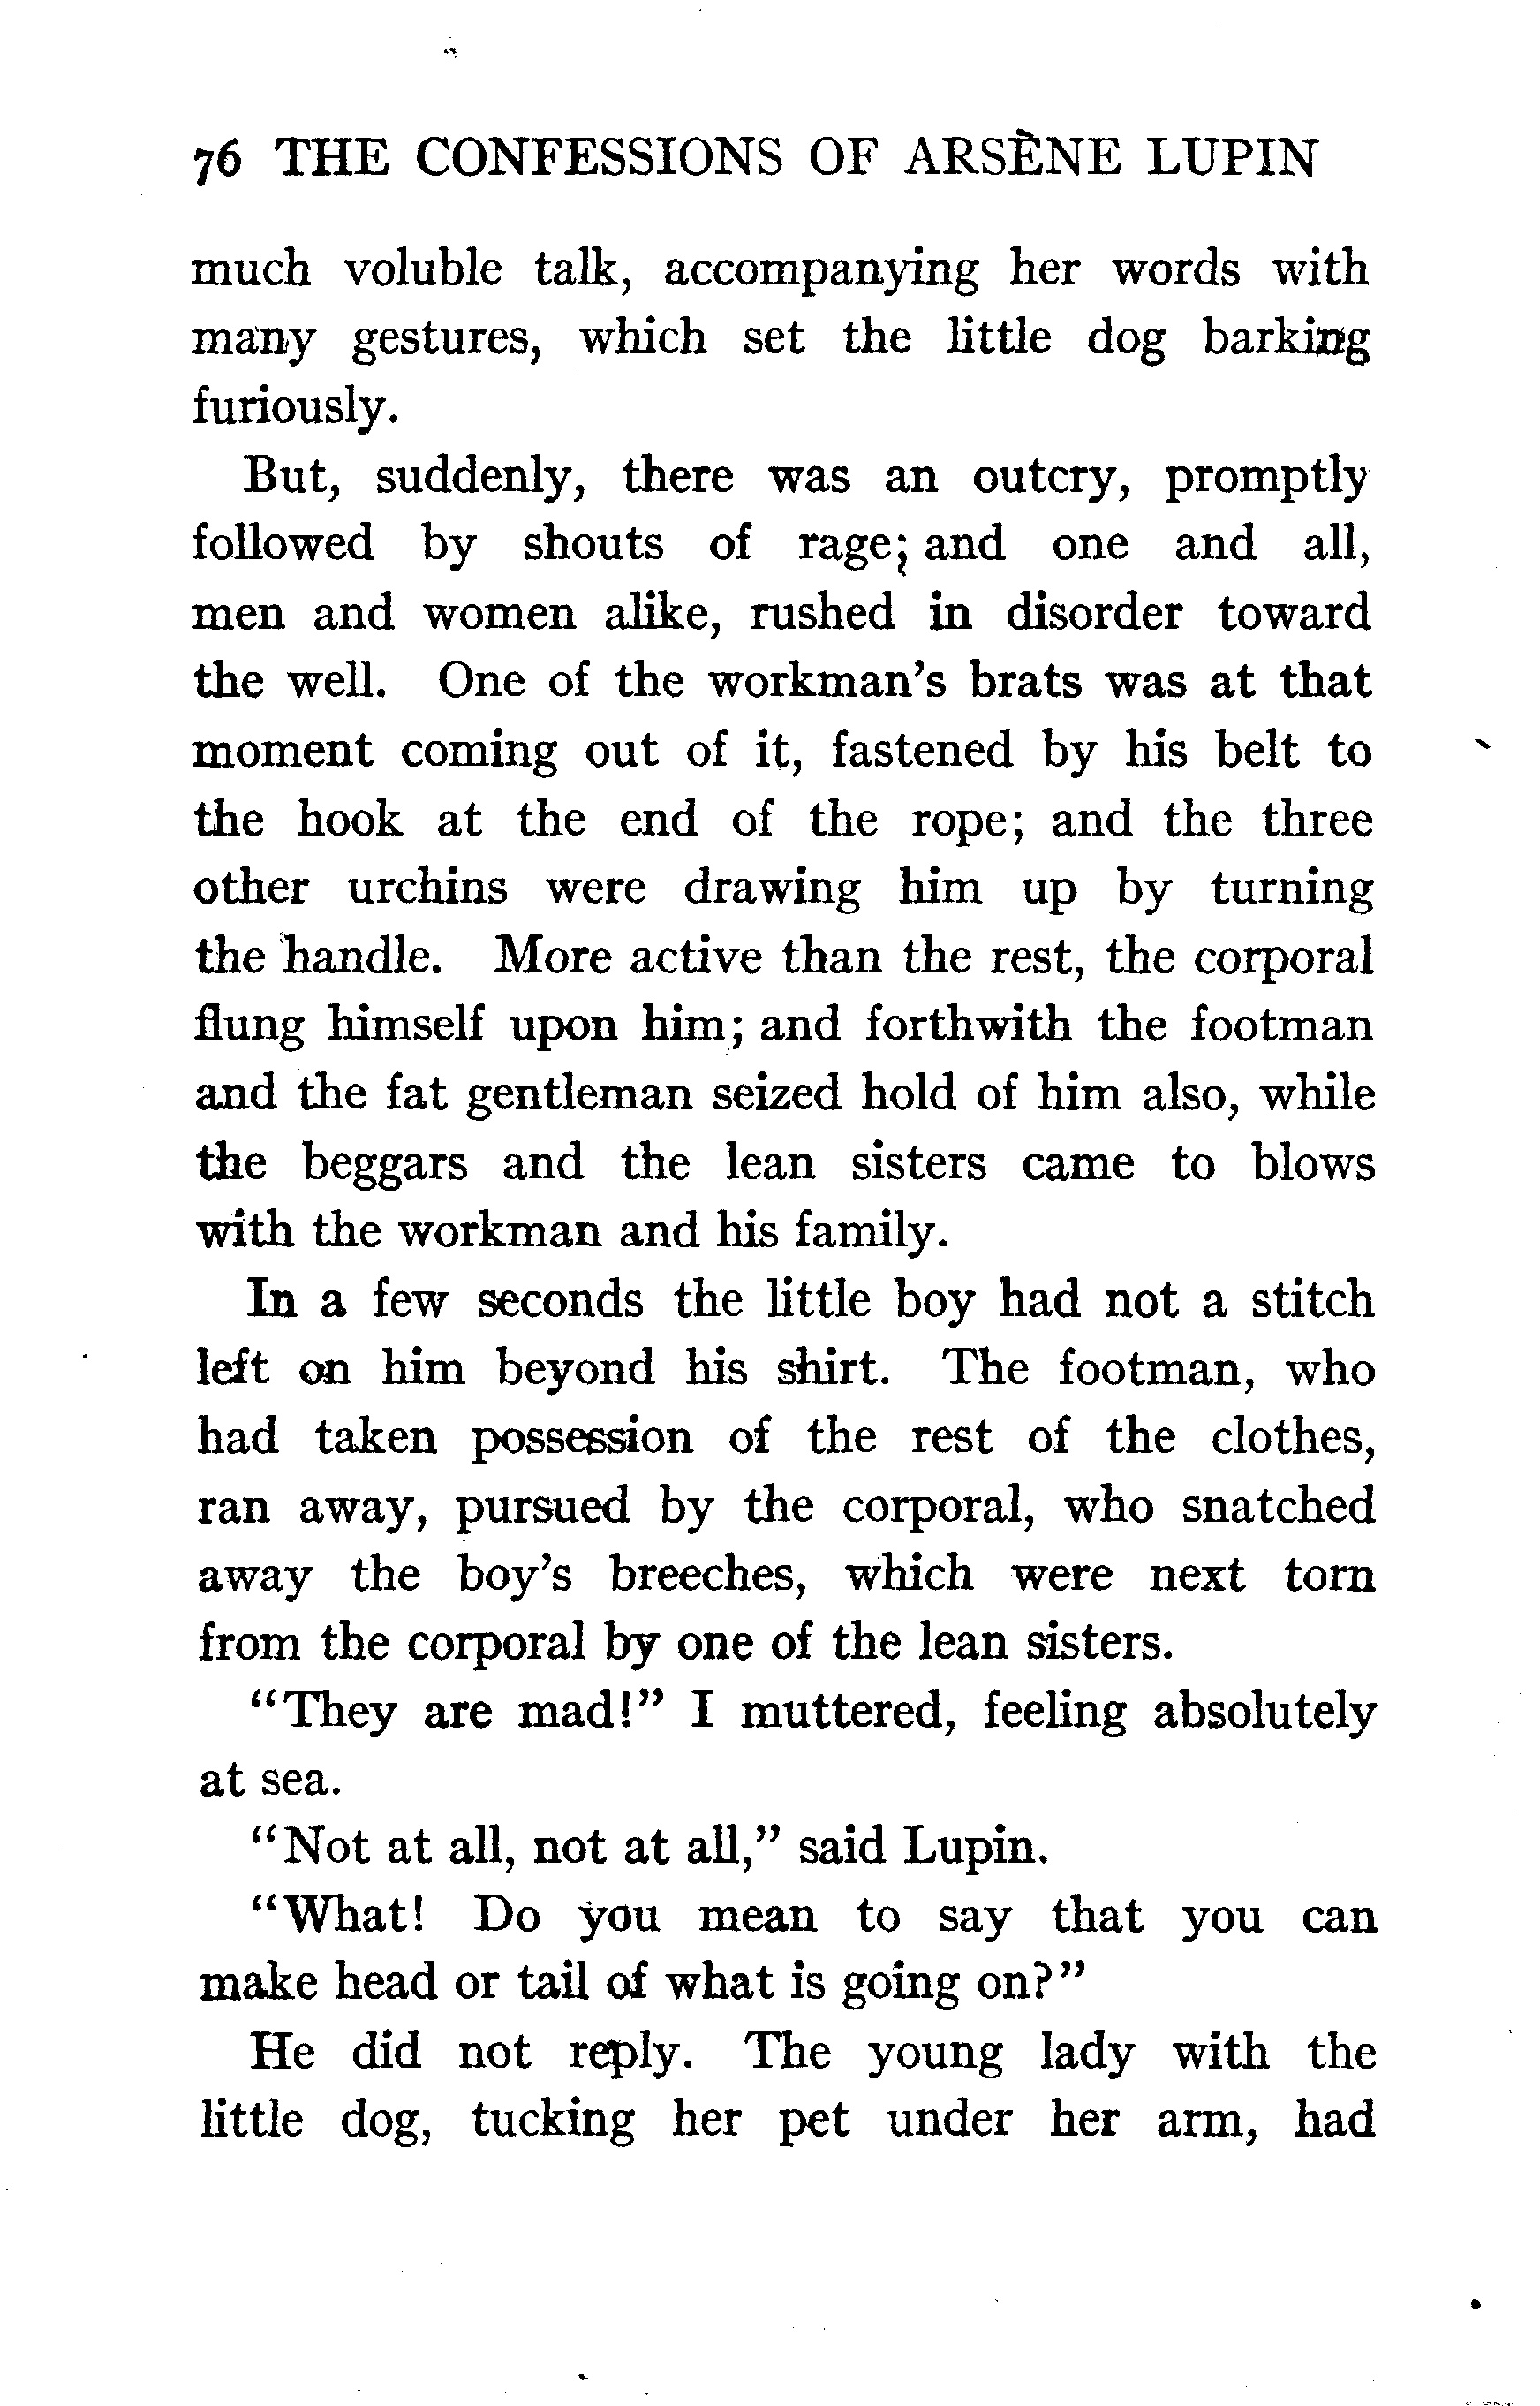 76 THE CONFESSIONS OF ARSÈNE LUPIN
much voluble talk, accompanying her words with
many gestures, which set the little dog barking
furiously.
But, suddenly, there was an outcry, promptly
followed by shouts of rage; and one and all,
men and women alike, rushed in disorder toward
the well. One of the workman's brats was at that
moment coming out of it, fastened by his belt to
the hook at the end of the rope; and the three
other urchins were drawing him up by turning
the handle. More active than the rest, the corporal
flung himself upon him; and forthwith the footman
and the fat gentleman seized hold of him also, while
the beggars and the lean sisters came to blows
with the workman and his family.
In a few seconds the little boy had not a stitch
left on him beyond his shirt. The footman, who
had taken possession of the rest of the clothes,
ran away, pursued by the corporal, who snatched
away the boy's breeches, which were next torn
from the corporal by one of the lean sisters.
"They are mad!" I muttered, feeling absolutely
at sea.
"Not at all, not at all," said Lupin.
"What! Do you mean to say that you can
make head or tail of what is going on?"
He did not reply. The young lady with the
little dog, tucking her pet under her arm, had